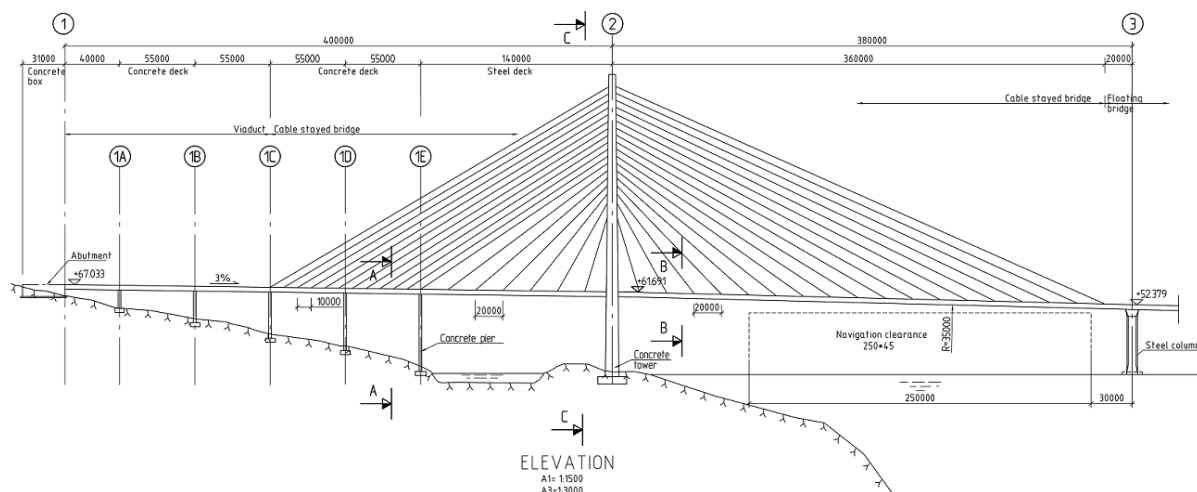 1
C
2
3
400000
380000
31000
40000
55000
55000
55000
55000
140000
360000
20000
Concrete box
Concrete deck
Concrete deck
Steel deck
Cable stayed bridge
Floating bridge
Viaduct
Cable stayed bridge
1A
1B
1C
1D
1E
Abutment
+67.033
3%
A
B
+61.691
+52.379
10000
20000
20000
Navigation clearance
250*45
R=35000
Concrete pier
B
Concrete tower
Steel column
A
250000
30000
C
ELEVATION
A1= 1:1500
A3=1:3000